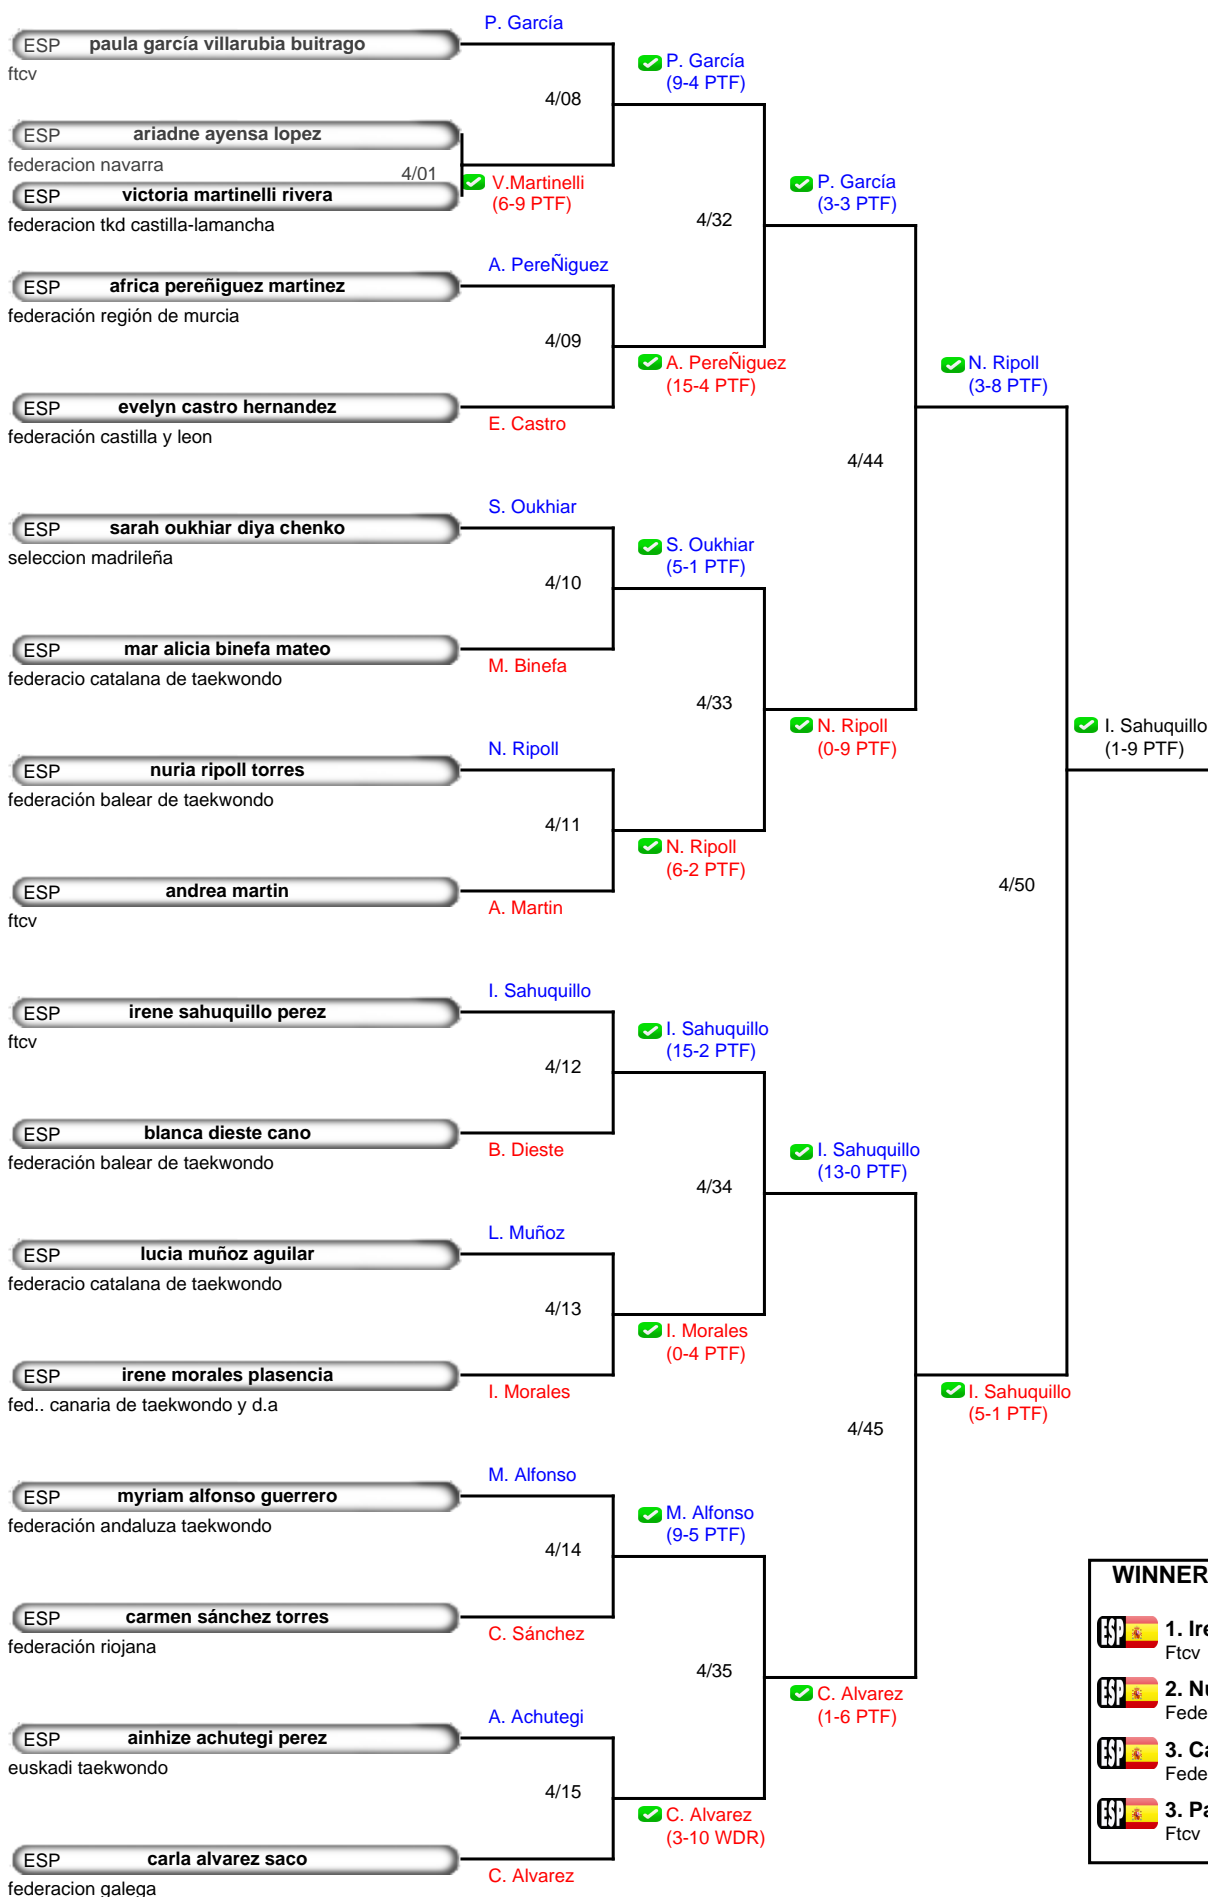 P. García
ESP paula garcía villarubia buitrago
ftcv
P. García
(9-4 PTF)
4/08
ESP ariadne ayensa lopez
federacion navarra
4/01
V.Martinelli
(6-9 PTF)
ESP victoria martinelli rivera
federacion tkd castilla-lamancha
P. García
(3-3 PTF)
4/32
A. PereÑiguez
ESP africa pereñiguez martinez
federación región de murcia
4/09
A. PereÑiguez
(15-4 PTF)
N. Ripoll
(3-8 PTF)
ESP evelyn castro hernandez
federación castilla y leon
E. Castro
4/44
S. Oukhiar
ESP sarah oukhiar diya chenko
seleccion madrileña
S. Oukhiar
(5-1 PTF)
4/10
ESP mar alicia binefa mateo
federacio catalana de taekwondo
M. Binefa
4/33
N. Ripoll
(0-9 PTF)
I. Sahuquillo
(1-9 PTF)
N. Ripoll
ESP nuria ripoll torres
federación balear de taekwondo
4/11
N. Ripoll
(6-2 PTF)
4/50
ESP andrea martin
ftcv
A. Martin
I. Sahuquillo
ESP irene sahuquillo perez
ftcv
I. Sahuquillo
(15-2 PTF)
4/12
ESP blanca dieste cano
federación balear de taekwondo
B. Dieste
I. Sahuquillo
(13-0 PTF)
4/34
L. Muñoz
ESP lucia muñoz aguilar
federacio catalana de taekwondo
4/13
I. Morales
(0-4 PTF)
ESP irene morales plasencia
fed.. canaria de taekwondo y d.a
I. Morales
I. Sahuquillo
(5-1 PTF)
4/45
M. Alfonso
ESP myriam alfonso guerrero
federación andaluza taekwondo
M. Alfonso
(9-5 PTF)
4/14
ESP carmen sánchez torres
federación riojana
C. Sánchez
4/35
C. Alvarez
(1-6 PTF)
A. Achutegi
ESP ainhize achutegi perez
euskadi taekwondo
4/15
C. Alvarez
(3-10 WDR)
ESP carla alvarez saco
federacion galega
C. Alvarez
WINNER
ESP 1. Ire
Ftcv
ESP 2. Nu
Fede
ESP 3. Ca
Fede
ESP 3. Pa
Ftcv